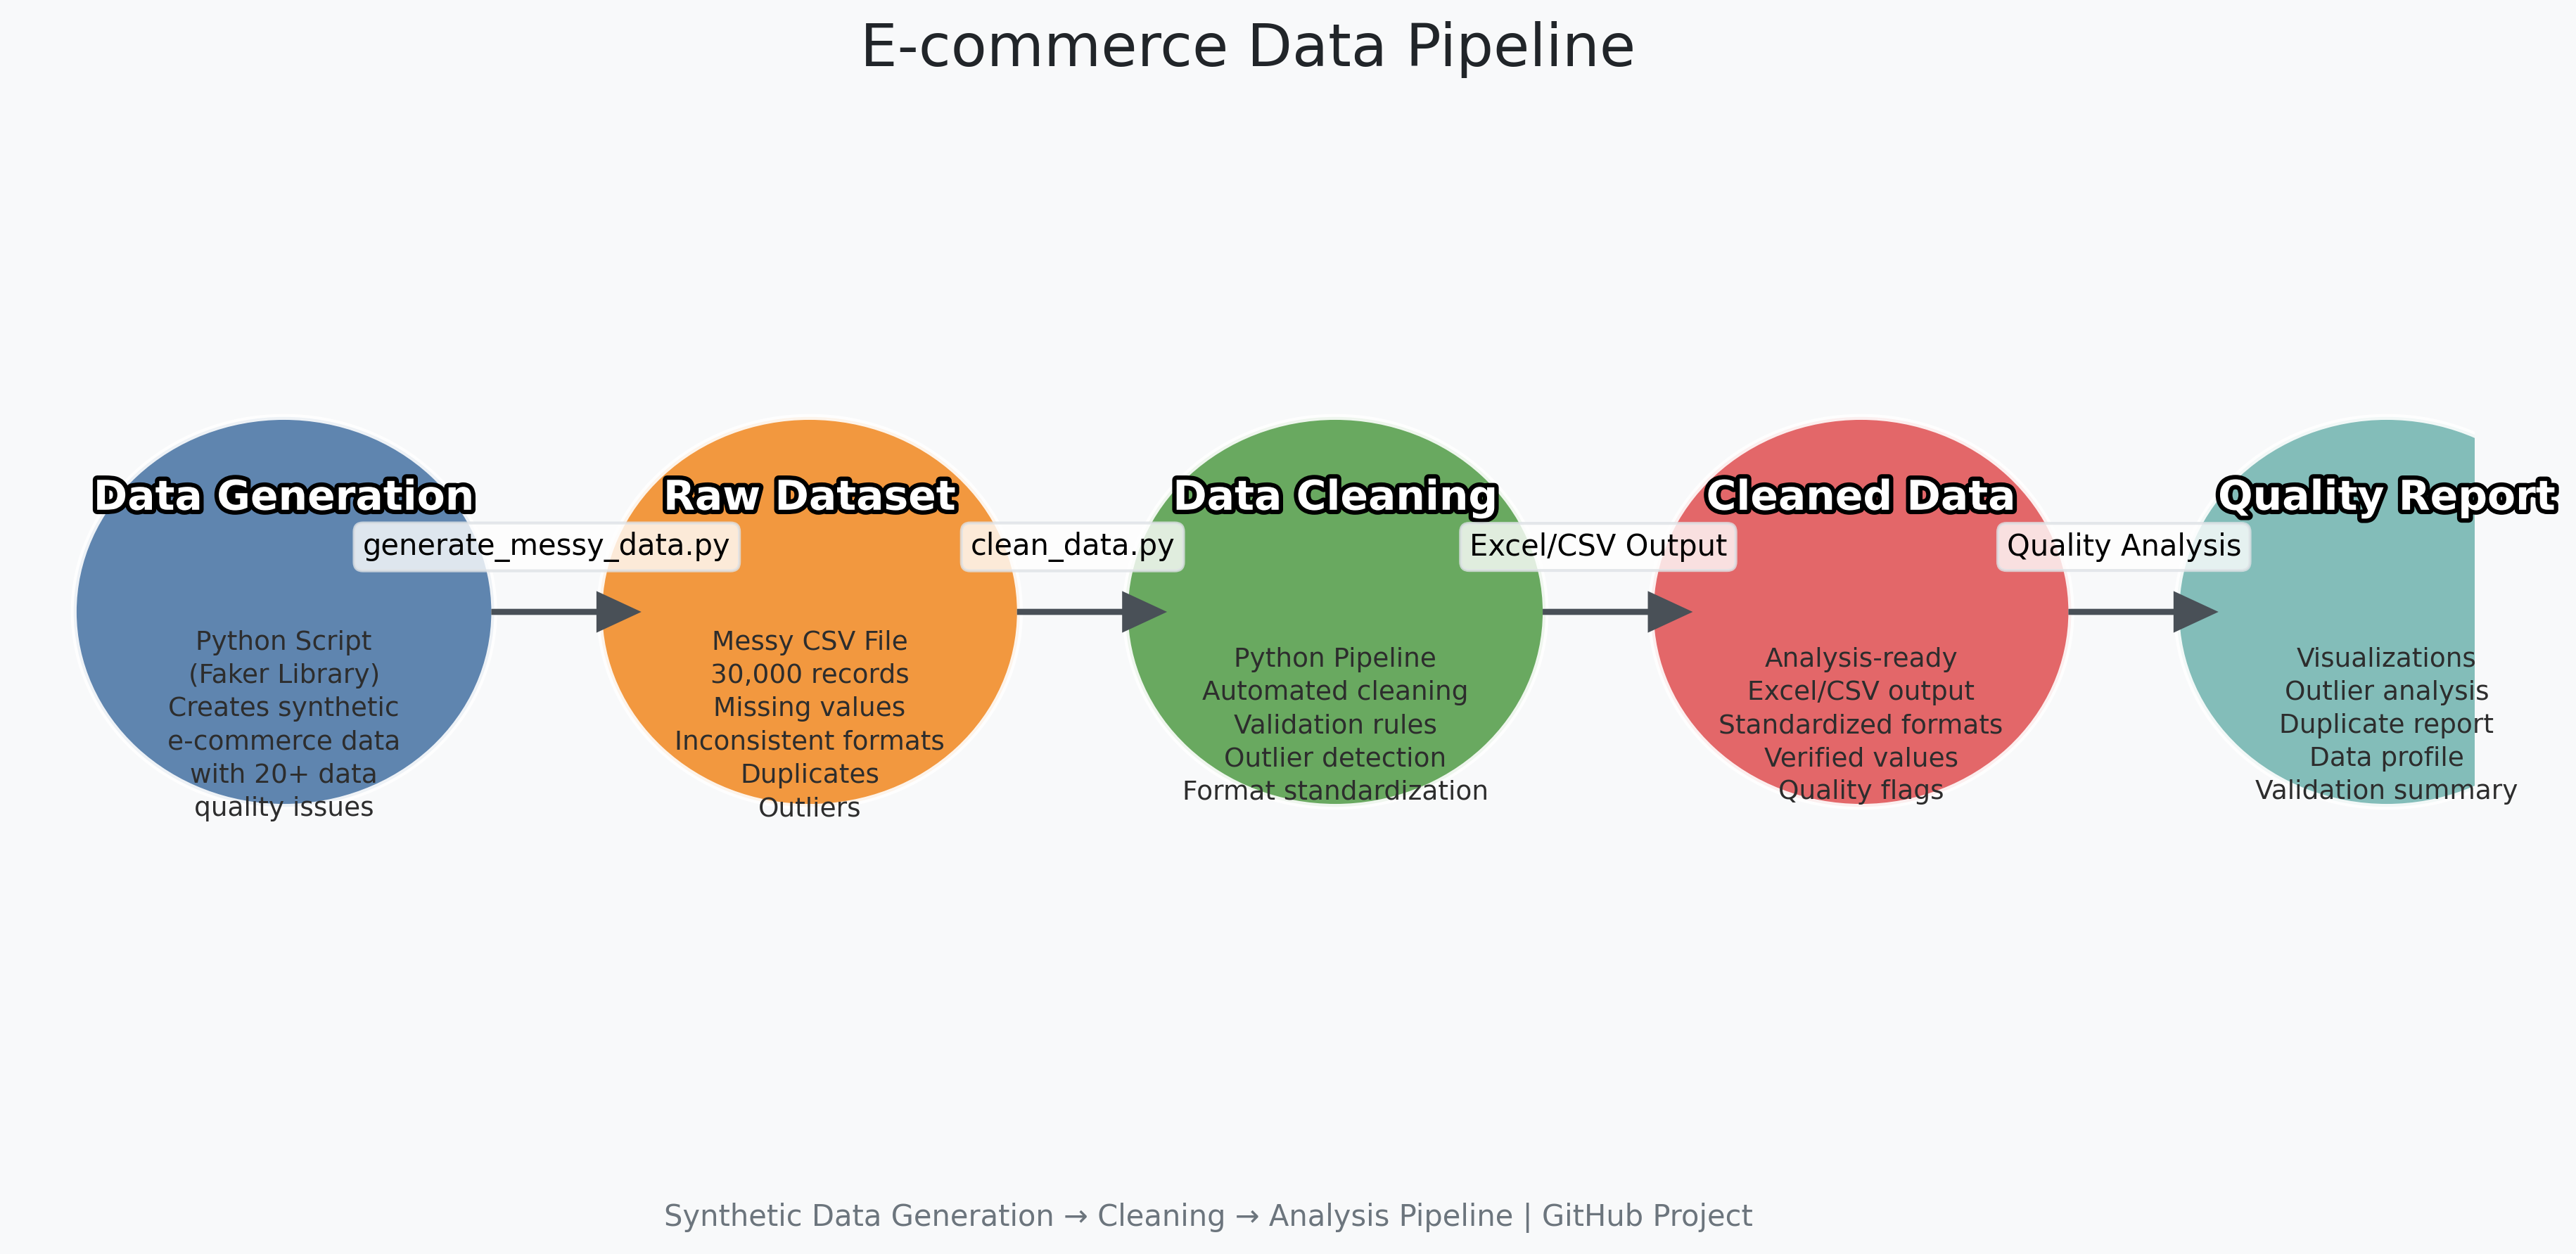 E-commerce Data Pipeline
Data Generation
Python Script
(Faker Library)
Creates synthetic
e-commerce data
with 20+ data
quality issues
generate_messy_data.py
Raw Dataset
Messy CSV File
30,000 records
Missing values
Inconsistent formats
Duplicates
Outliers
clean_data.py
Data Cleaning
Python Pipeline
Automated cleaning
Validation rules
Outlier detection
Format standardization
Excel/CSV Output
Cleaned Data
Analysis-ready
Excel/CSV output
Standardized formats
Verified values
Quality flags
Quality Analysis
Quality Report
Visualizations
Outlier analysis
Duplicate report
Data profile
Validation summary
Synthetic Data Generation → Cleaning → Analysis Pipeline | GitHub Project